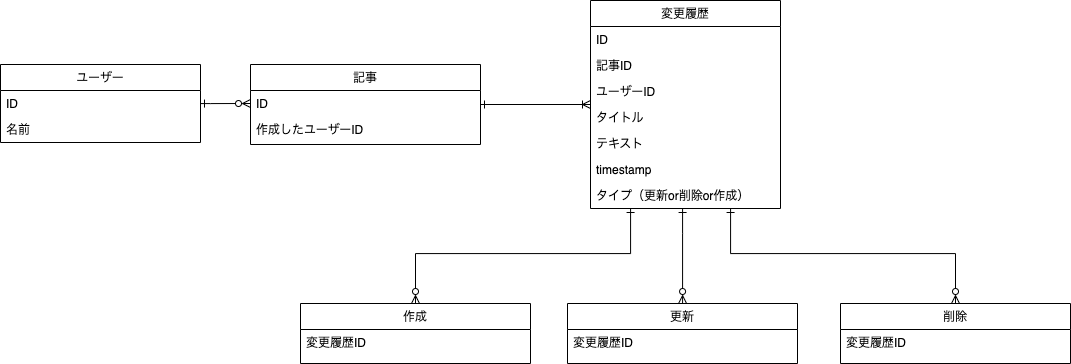 ユーザー
ID
名前
記事
ID
作成したユーザーID
変更履歴
ID
記事ID
ユーザーID
タイトル
テキスト
timestamp
タイプ（更新or削除or作成）
作成
変更履歴ID
更新
変更履歴ID
削除
変更履歴ID